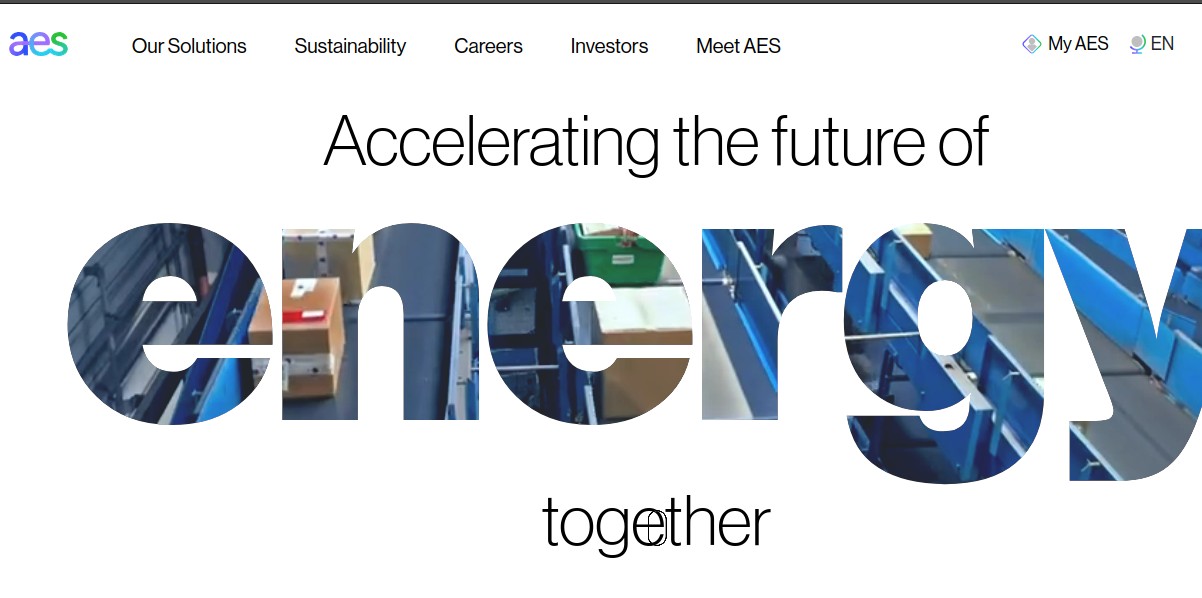 aes
Our Solutions Sustainability Careers Investors Meet AES My AES EN
Accelerating the future of
energy
together